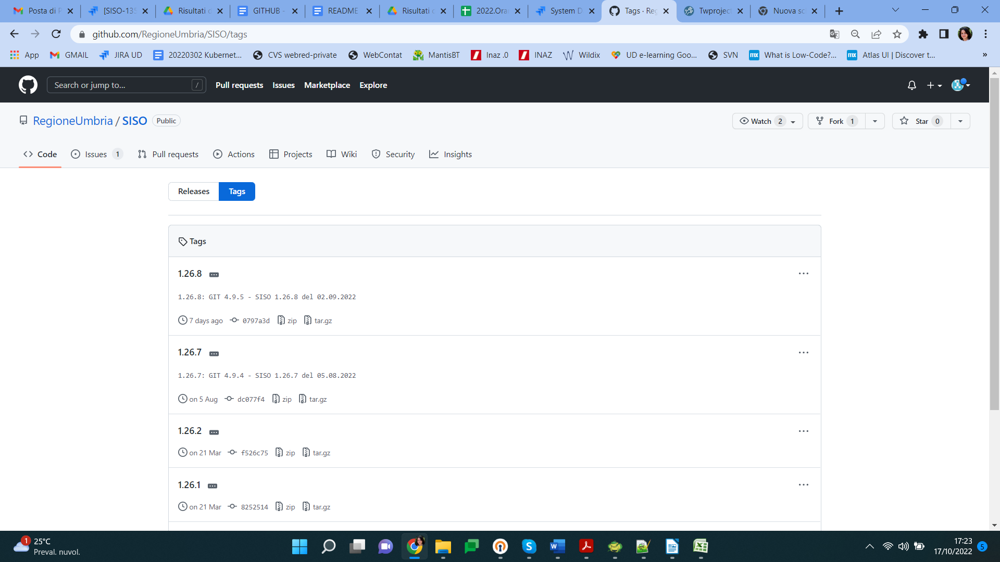 Posta di P
[SISO-135
Risultati c
GITHUB -
README
Risultati e
2022.Ora
System D
Tags · Reg
Twproject
Nuova sc
github.com/RegioneUmbria/SISO/tags
App
GMAIL
JIRA UD
20220302 Kubernet...
CVS webred-private
WebContat
MantisBT
Inaz .0
INAZ
Wildix
UD e-learning Goo...
SVN
What is Low-Code?...
Atlas UI | Discover t...
»
Search or jump to... /
Pull requests Issues Marketplace Explore
RegioneUmbria / SISO Public
Watch 2
Fork 1
Star 0
Code
Issues 1
Pull requests
Actions
Projects
Wiki
Security
Insights
Releases Tags
Tags
1.26.8
1.26.8: GIT 4.9.5 - SISO 1.26.8 del 02.09.2022
7 days ago 0797a3d zip tar.gz
1.26.7
1.26.7: GIT 4.9.4 - SISO 1.26.7 del 05.08.2022
on 5 Aug dc077f4 zip tar.gz
1.26.2
on 21 Mar f526c75 zip tar.gz
1.26.1
on 21 Mar 8252514 zip tar.gz
1
25°C
Preval. nuvol.
17:23
17/10/2022
5